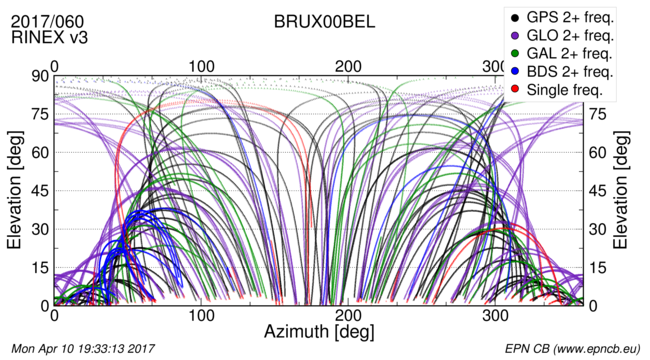 2017/060
RINEX v3
BRUX00BEL
GPS 2+ freq.
GLO 2+ freq.
GAL 2+ freq.
BDS 2+ freq.
Single freq.
0 100 200 300
90 75 60 45 30 15 0
Elevation [deg]
75 60 45 30 15 0
Elevation [deg]
0 100 200 300
Azimuth [deg]
Mon Apr 10 19:33:13 2017
EPN CB (www.epncb.eu)